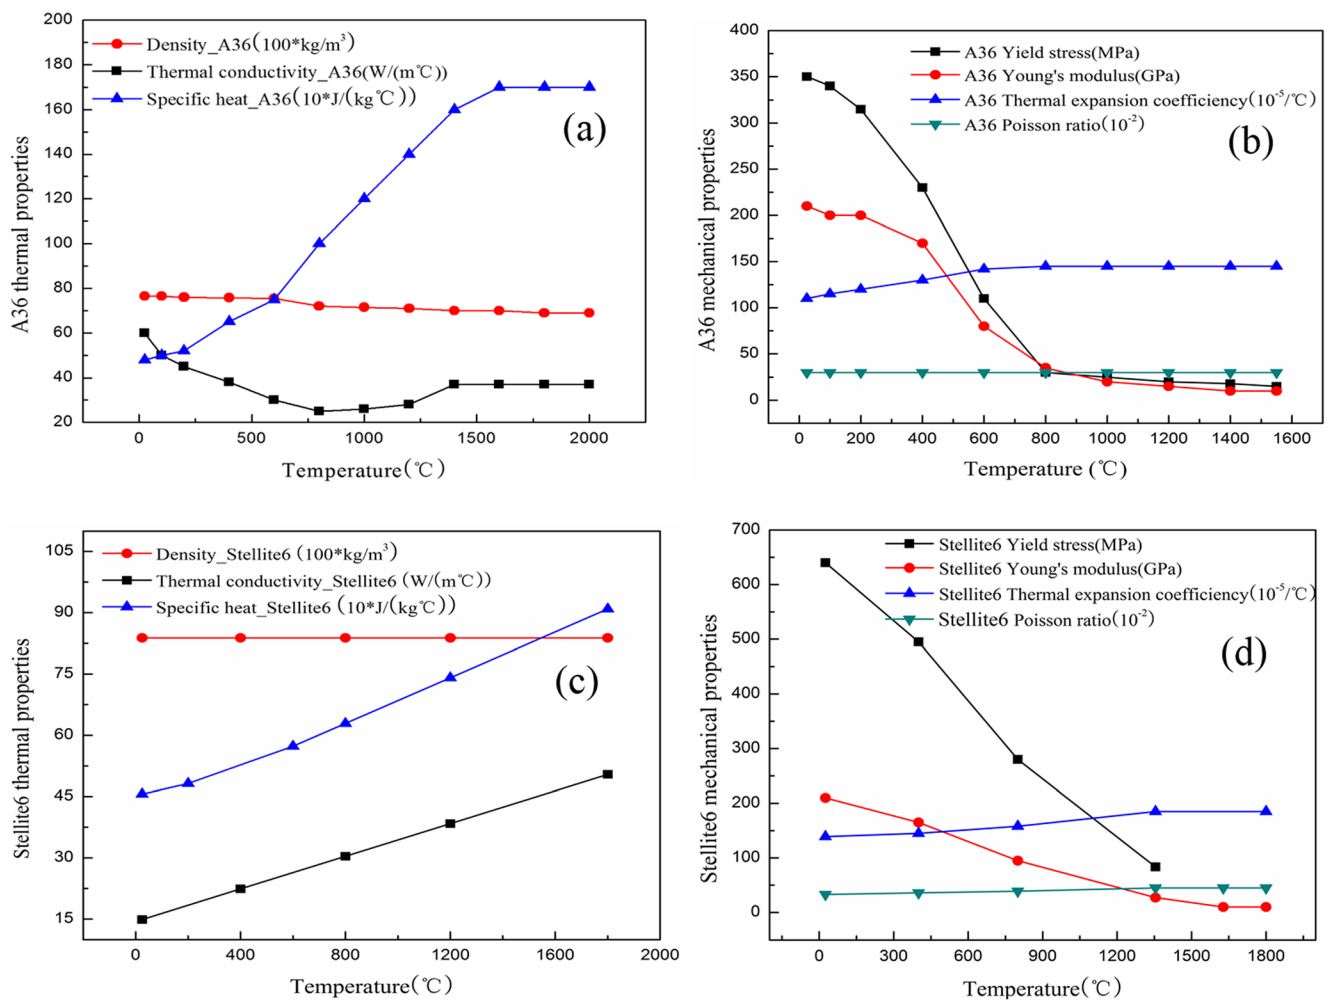 Density_A36(100*kg/m3)
Thermal conductivity_A36(W/(m℃))
Specific heat_A36(10*J/(kg℃))
(a)
200
180
160
140
120
100
80
60
40
20
A36 thermal properties
0 500 1000 1500 2000
Temperature(℃)
A36 Yield stress(MPa)
A36 Young's modulus(GPa)
A36 Thermal expansion coefficiency(10-5/℃)
A36 Poisson ratio(10-2)
(b)
400
350
300
250
200
150
100
50
0
A36 mechanical properties
0 200 400 600 800 1000 1200 1400 1600
Temperature (℃)
Density_Stellite6 (100*kg/m3)
Thermal conductivity_Stellite6 (W/(m℃))
Specific heat_Stellite6 (10*J/(kg℃))
(c)
105
90
75
60
45
30
15
Stellite6 thermal properties
0 400 800 1200 1600 2000
Temperature(℃)
Stellite6 Yield stress(MPa)
Stellite6 Young's modulus(GPa)
Stellite6 Thermal expansion coefficiency(10-5/℃)
Stellite6 Poisson ratio(10-2)
(d)
700
600
500
400
300
200
100
0
Stellite6 mechanical properties
0 300 600 900 1200 1500 1800
Temperature(℃)